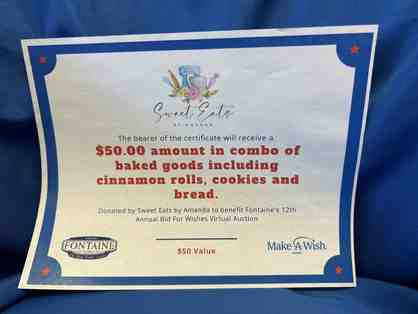 Sweet Eats
BY AMANDA
The bearer of the certificate will receive a
$50.00 amount in combo of
baked goods including
cinnamon rolls, cookies and
bread.
Donated by Sweet Eats by Amanda to benefit Fontaine's 12th
Annual Bid For Wishes Virtual Auction
FONTAINE
Make-A-Wish.
$50 Value